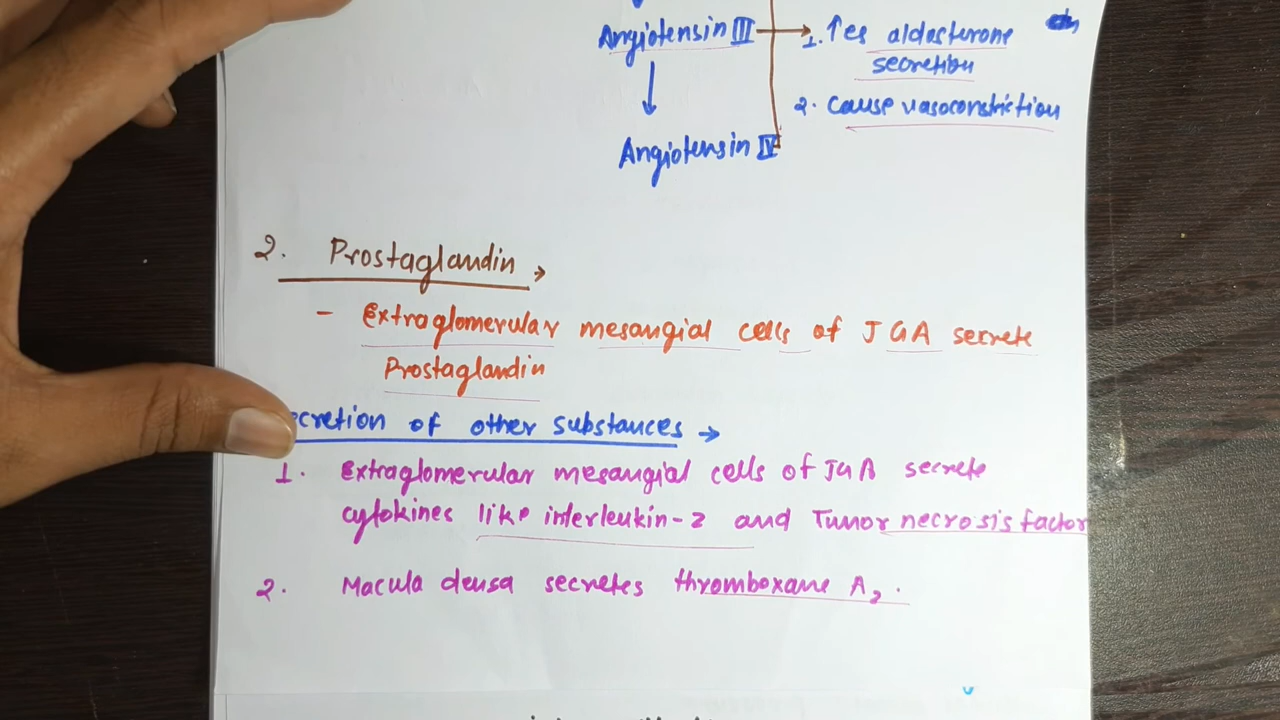 Angiotensin III → 1. ↑es aldosterone
secretion
2. cause vasoconstriction
↓
Angiotensin IV
2. Prostaglandin →
- Extraglomerular mesangial cells of JGA secrete
Prostaglandin
ecretion of other substances →
1. Extraglomerular mesangial cells of JGA secrete
cytokines like interleukin-2 and Tumor necrosis factor
2. Macula densa secretes thromboxane A2.